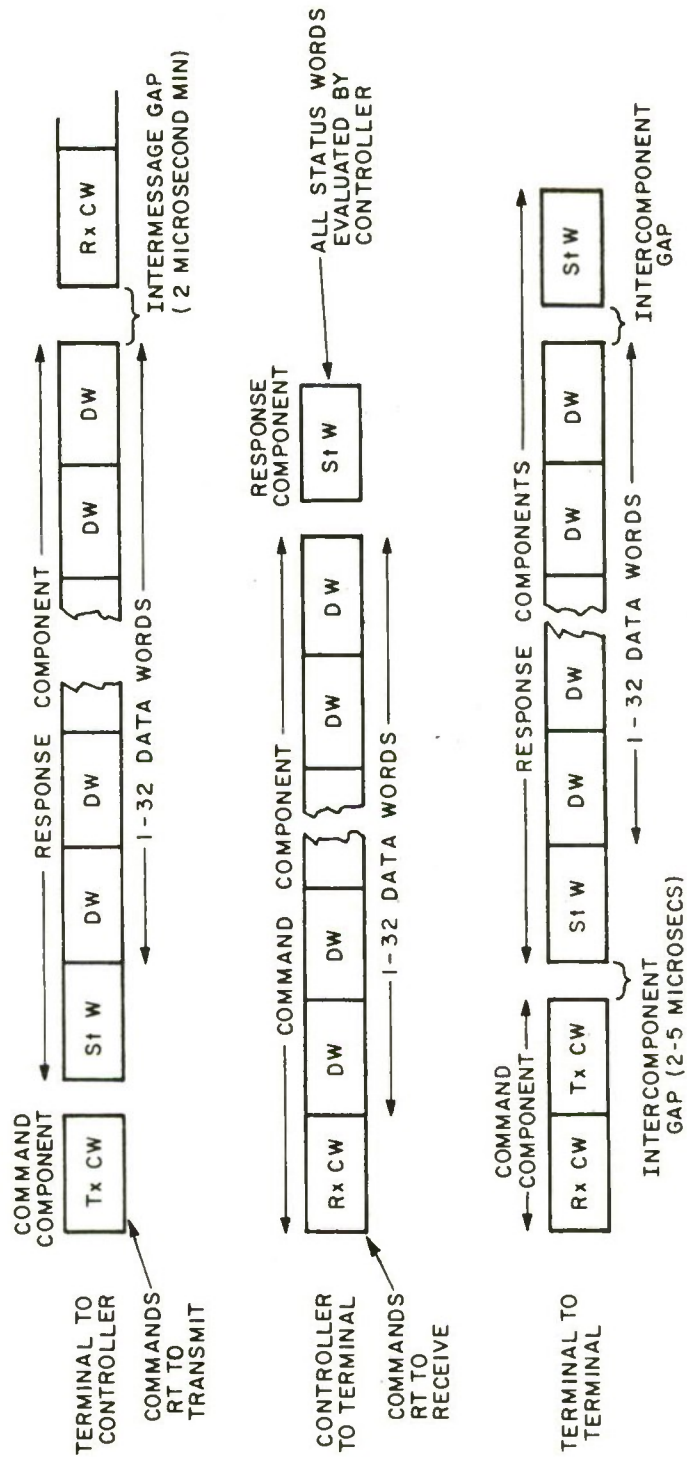 TERMINAL TO
CONTROLLER
COMMANDS
RT TO
TRANSMIT
COMMAND
COMPONENT
Tx CW
RESPONSE COMPONENT
St W
DW
DW
DW
DW
1-32 DATA WORDS
Rx CW
INTERMESSAGE GAP
(2 MICROSECOND MIN)
CONTROLLER
TO TERMINAL
COMMANDS
RT TO
RECEIVE
COMMAND COMPONENT
Rx CW
DW
DW
DW
DW
1-32 DATA WORDS
RESPONSE
COMPONENT
St W
ALL STATUS WORDS
EVALUATED BY
CONTROLLER
TERMINAL TO
TERMINAL
COMMAND
COMPONENT
Rx CW
Tx CW
INTERCOMPONENT
GAP (2-5 MICROSECS)
RESPONSE COMPONENTS
St W
DW
DW
DW
DW
1-32 DATA WORDS
St W
INTERCOMPONENT
GAP